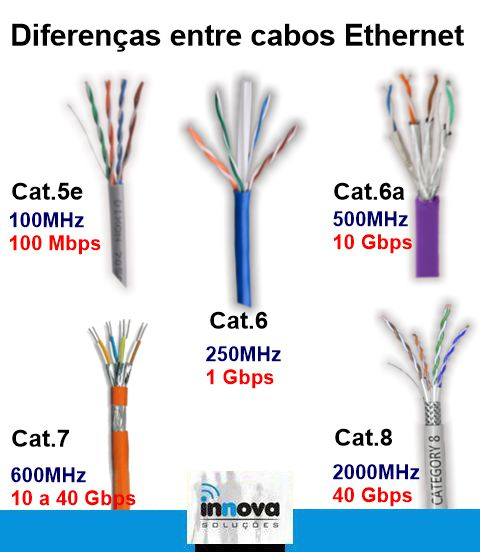 Diferenças entre cabos Ethernet
Cat.5e
100MHz
100 Mbps
Cat.6a
500MHz
10 Gbps
Cat.6
250MHz
1 Gbps
Cat.7
600MHz
10 a 40 Gbps
Cat.8
2000MHz
40 Gbps
CATEGORY 8
innova
SOLUÇÕES